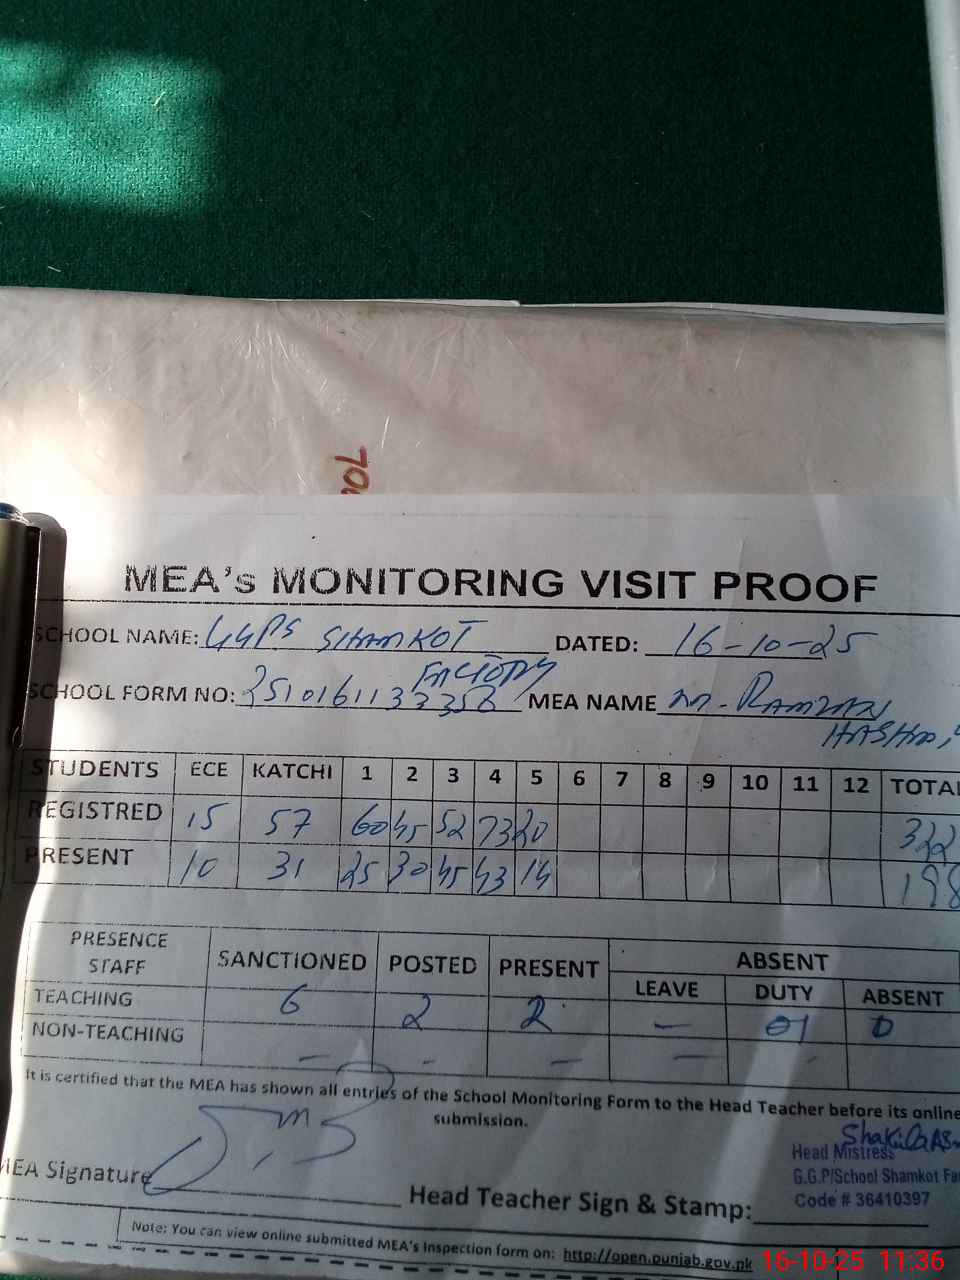 MEA's MONITORING VISIT PROOF
SCHOOL NAME: GGPS SHAMKOT DATED: 16-10-25
FACTORY
SCHOOL FORM NO: MEA NAME M. RAMZAN
STUDENTS ECE KATCHI 1 2 3 4 5 6 7 8 9 10 11 12 TOTAL
REGISTRED 15 57 60 45 52 73 20 322
PRESENT 10 31 25 30 45 43 14 198
PRESENCE STAFF SANCTIONED POSTED PRESENT ABSENT
LEAVE DUTY ABSENT
TEACHING 6 2 2 — 01 0
NON-TEACHING — - — — -
It is certified that the MEA has shown all entries of the School Monitoring Form to the Head Teacher before its online
submission.
Head Mistress
MEA Signature G.G.P/School Shamkot Fa
Head Teacher Sign & Stamp: Code # 36410397
Note: You can view online submitted MEA's Inspection form on: http://open.punjab.gov.pk
16-10-25 11:36